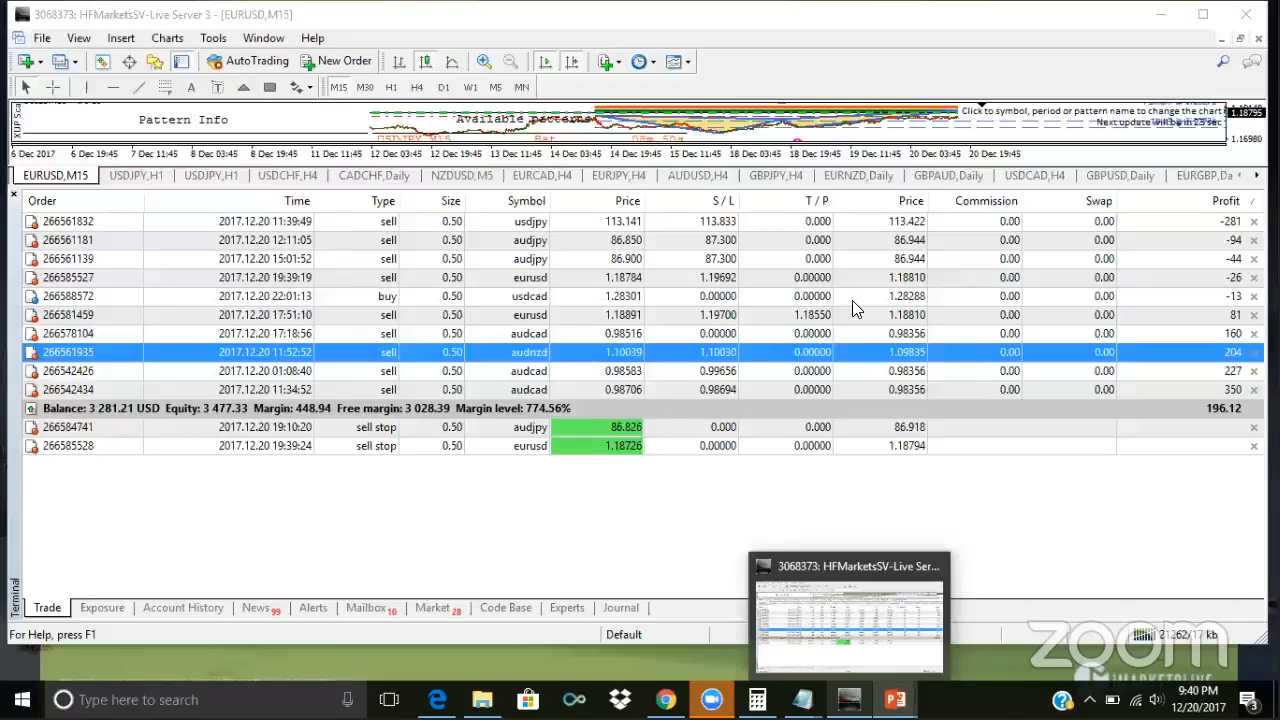 3068373: HFMarketsSV-Live Server 3 - [EURUSD,M15]
File View Insert Charts Tools Window Help
AutoTrading New Order
A T M15 M30 H1 H4 D1 W1 M5 MN
Pattern Info Available patterns Click to symbol, period or pattern name to change the chart 1.18795
USDJPY M15 Bat 08m 50s Next update will be in 23 sec 1.16980
6 Dec 2017 6 Dec 19:45 7 Dec 11:45 8 Dec 03:45 8 Dec 19:45 11 Dec 11:45 12 Dec 03:45 12 Dec 19:45 13 Dec 11:45 14 Dec 03:45 14 Dec 19:45 15 Dec 11:45 18 Dec 03:45 18 Dec 19:45 19 Dec 11:45 20 Dec 03:45 20 Dec 19:45
EURUSD,M15 USDJPY,H1 USDJPY,H1 USDCHF,H4 CADCHF,Daily NZDUSD,M5 EURCAD,H4 EURJPY,H4 AUDUSD,H4 GBPJPY,H4 EURNZD,Daily GBPAUD,Daily USDCAD,H4 GBPUSD,Daily EURGBP,Da
Order Time Type Size Symbol Price S / L T / P Price Commission Swap Profit /
266561832 2017.12.20 11:39:49 sell 0.50 usdjpy 113.141 113.833 0.000 113.422 0.00 0.00 -281
266561181 2017.12.20 12:11:05 sell 0.50 audjpy 86.850 87.300 0.000 86.944 0.00 0.00 -94
266561139 2017.12.20 15:01:52 sell 0.50 audjpy 86.900 87.300 0.000 86.944 0.00 0.00 -44
266585527 2017.12.20 19:39:19 sell 0.50 eurusd 1.18784 1.19692 0.00000 1.18810 0.00 0.00 -26
266588572 2017.12.20 22:01:13 buy 0.50 usdcad 1.28301 0.00000 0.00000 1.28288 0.00 0.00 -13
266581459 2017.12.20 17:51:10 sell 0.50 eurusd 1.18891 1.19700 1.18550 1.18810 0.00 0.00 81
266578104 2017.12.20 17:18:56 sell 0.50 audcad 0.98516 0.00000 0.00000 0.98356 0.00 0.00 160
266561935 2017.12.20 11:52:52 sell 0.50 audnzd 1.10039 1.10030 0.00000 1.09835 0.00 0.00 204
266542426 2017.12.20 01:08:40 sell 0.50 audcad 0.98583 0.99656 0.00000 0.98356 0.00 0.00 227
266542434 2017.12.20 11:34:52 sell 0.50 audcad 0.98706 0.98694 0.00000 0.98356 0.00 0.00 350
Balance: 3 281.21 USD Equity: 3 477.33 Margin: 448.94 Free margin: 3 028.39 Margin level: 774.56% 196.12
266584741 2017.12.20 19:10:20 sell stop 0.50 audjpy 86.826 0.000 0.000 86.918
266585528 2017.12.20 19:39:24 sell stop 0.50 eurusd 1.18726 0.00000 0.00000 1.18794
3068373: HFMarketsSV-Live Ser...
Terminal
Trade Exposure Account History News 99 Alerts Mailbox 10 Market 28 Code Base Experts Journal
For Help, press F1 Default 21262/17 kb
zoom
MARKETSLIVE
Type here to search
9:40 PM
12/20/2017
3